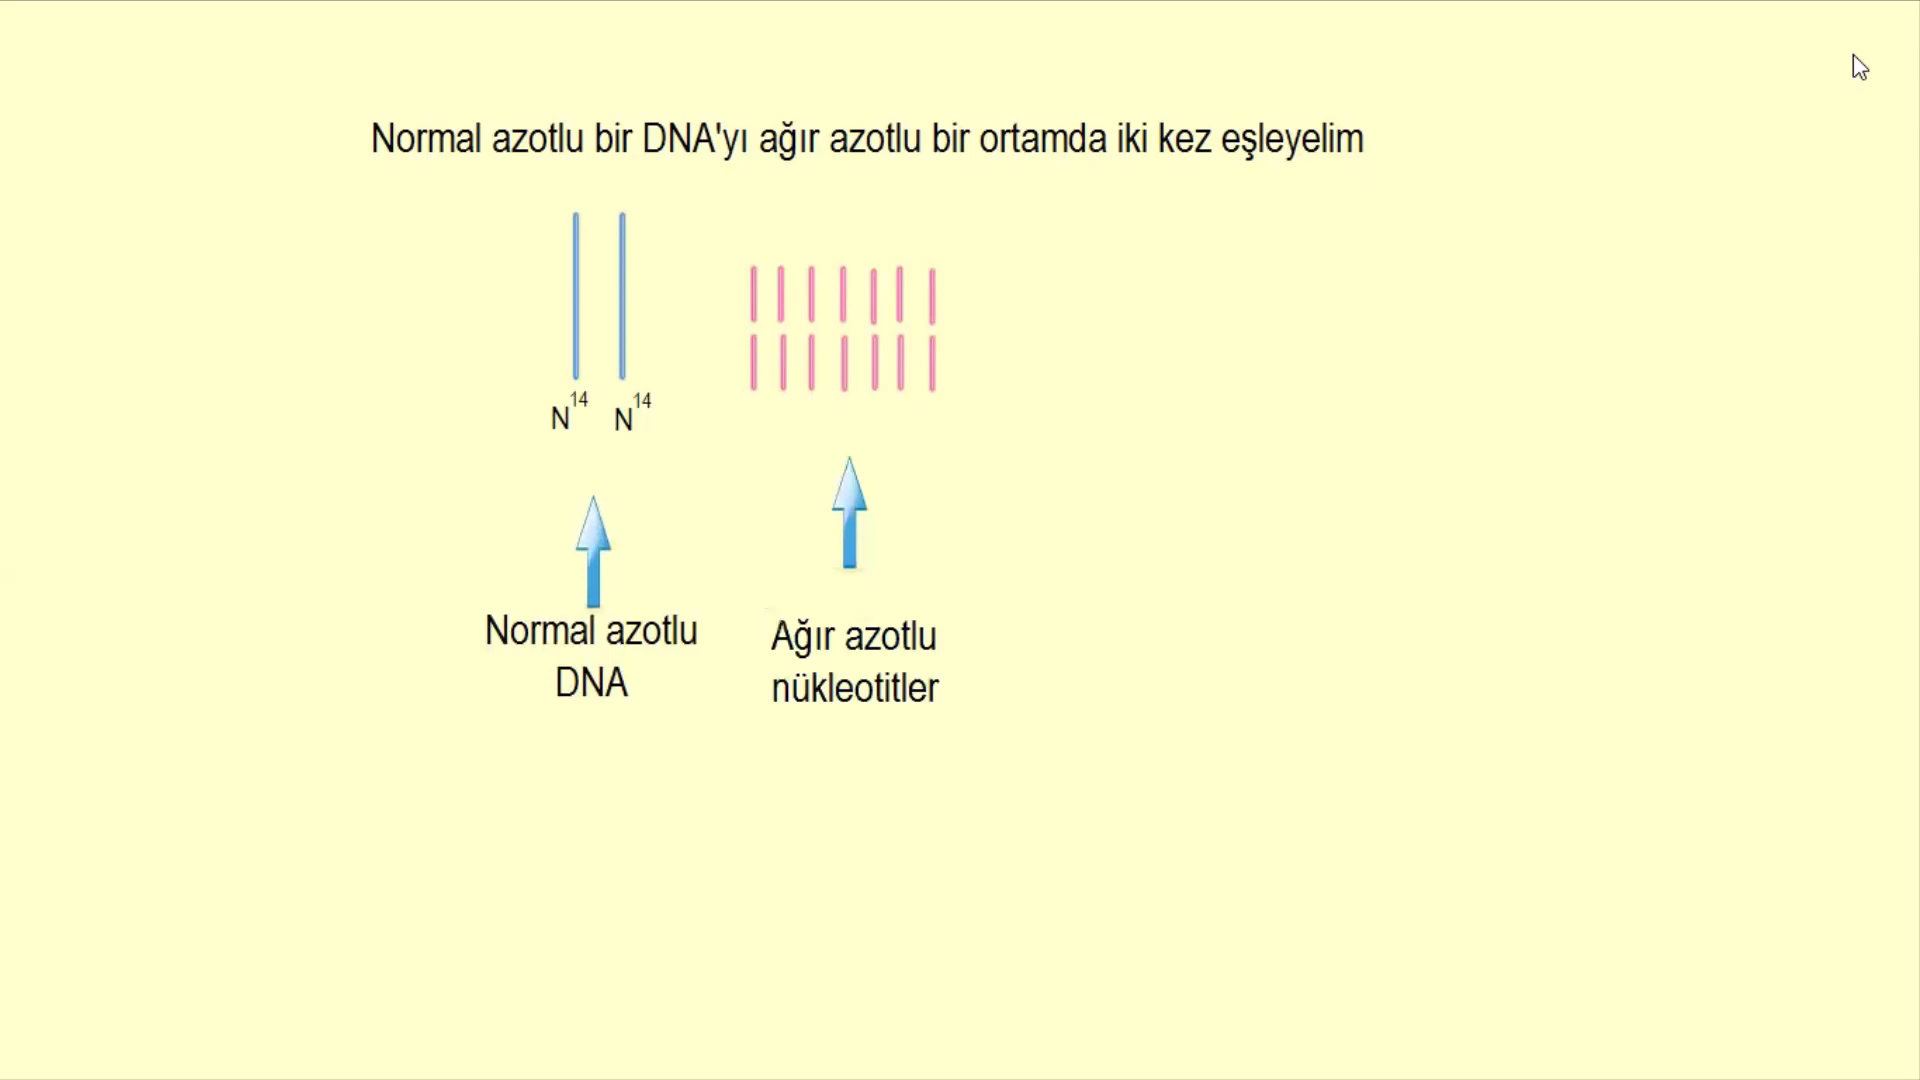 Normal azotlu bir DNA'yı ağır azotlu bir ortamda iki kez eşleyelim
N14 N14
Normal azotlu
DNA
Ağır azotlu
nükleotitler